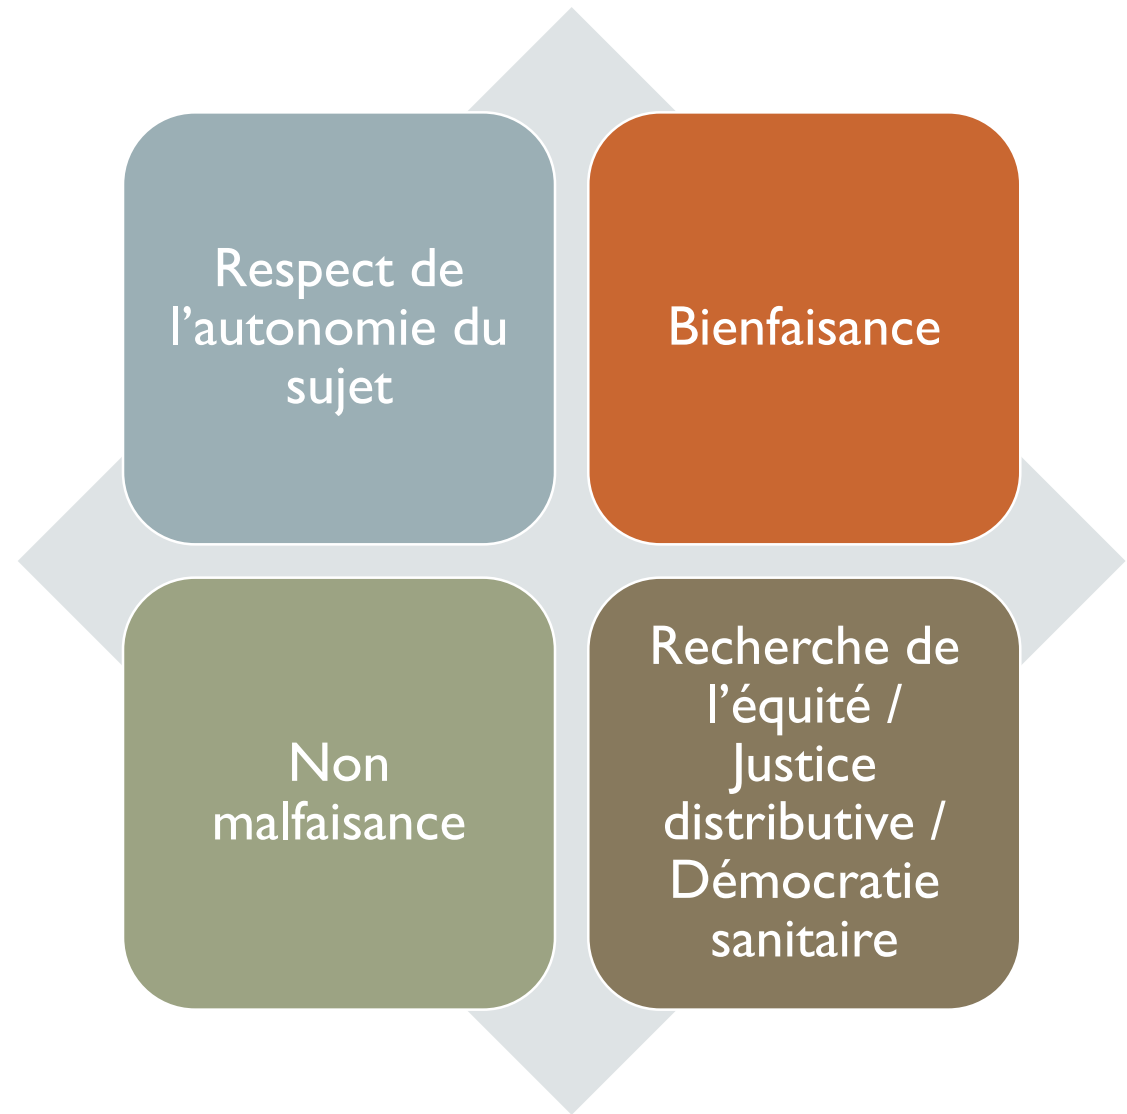 Respect de
l’autonomie du
sujet
Bienfaisance
Non
malfaisance
Recherche de
l’équité /
Justice
distributive /
Démocratie
sanitaire